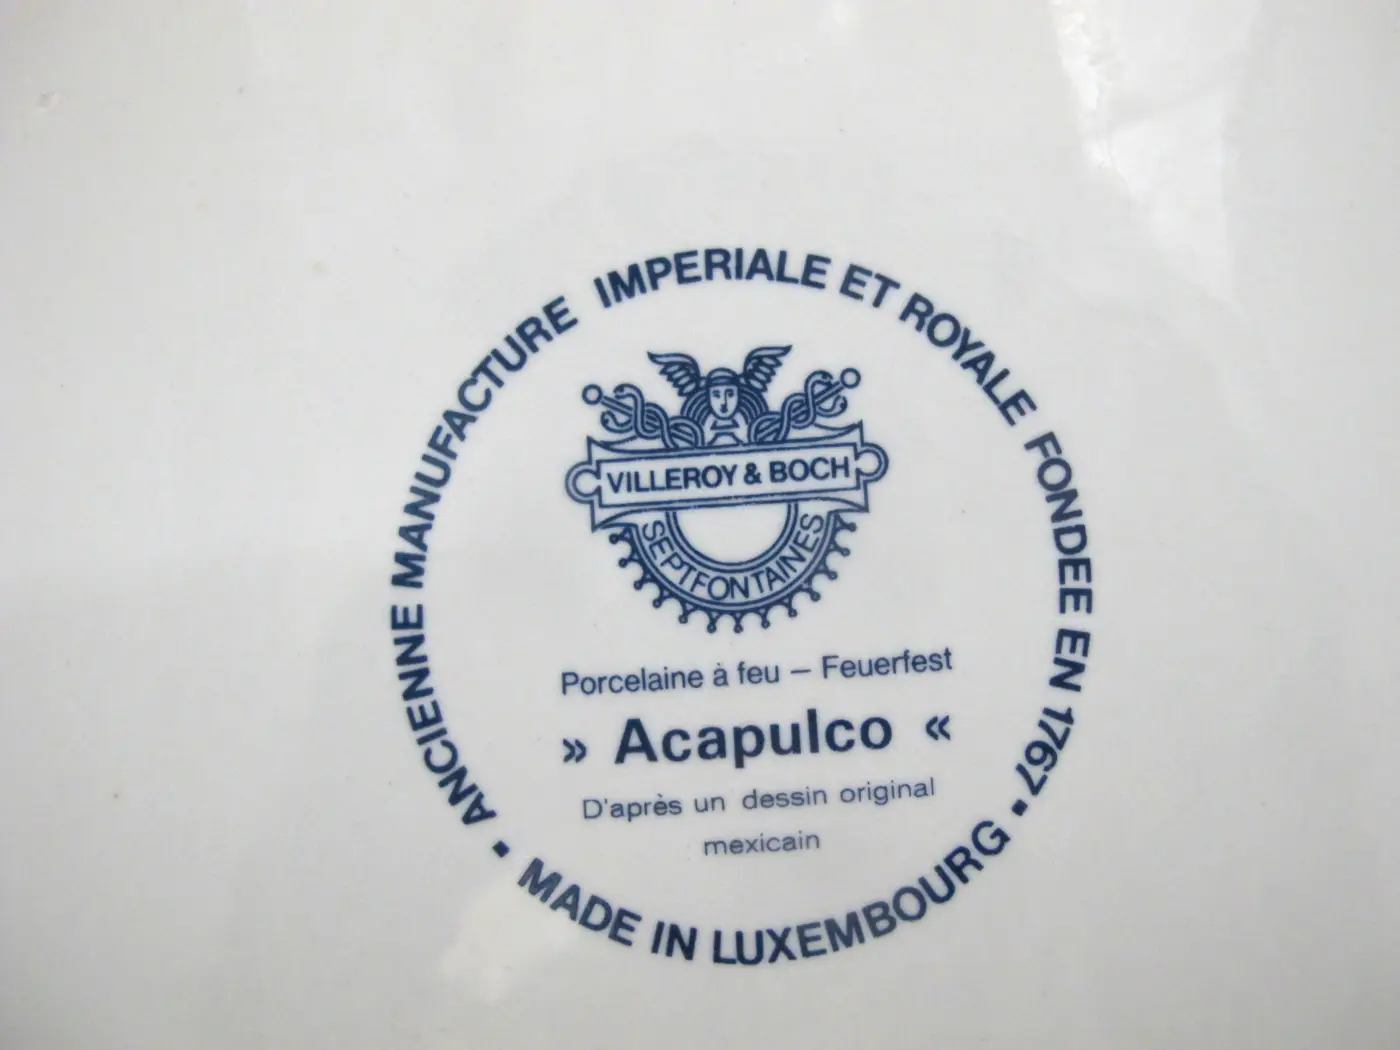 • ANCIENNE MANUFACTURE IMPERIALE ET ROYALE FONDEE EN 1767 •
VILLEROY & BOCH
SEPTFONTAINES
Porcelaine à feu – Feuerfest
» Acapulco «
D'après un dessin original
mexicain
MADE IN LUXEMBOURG